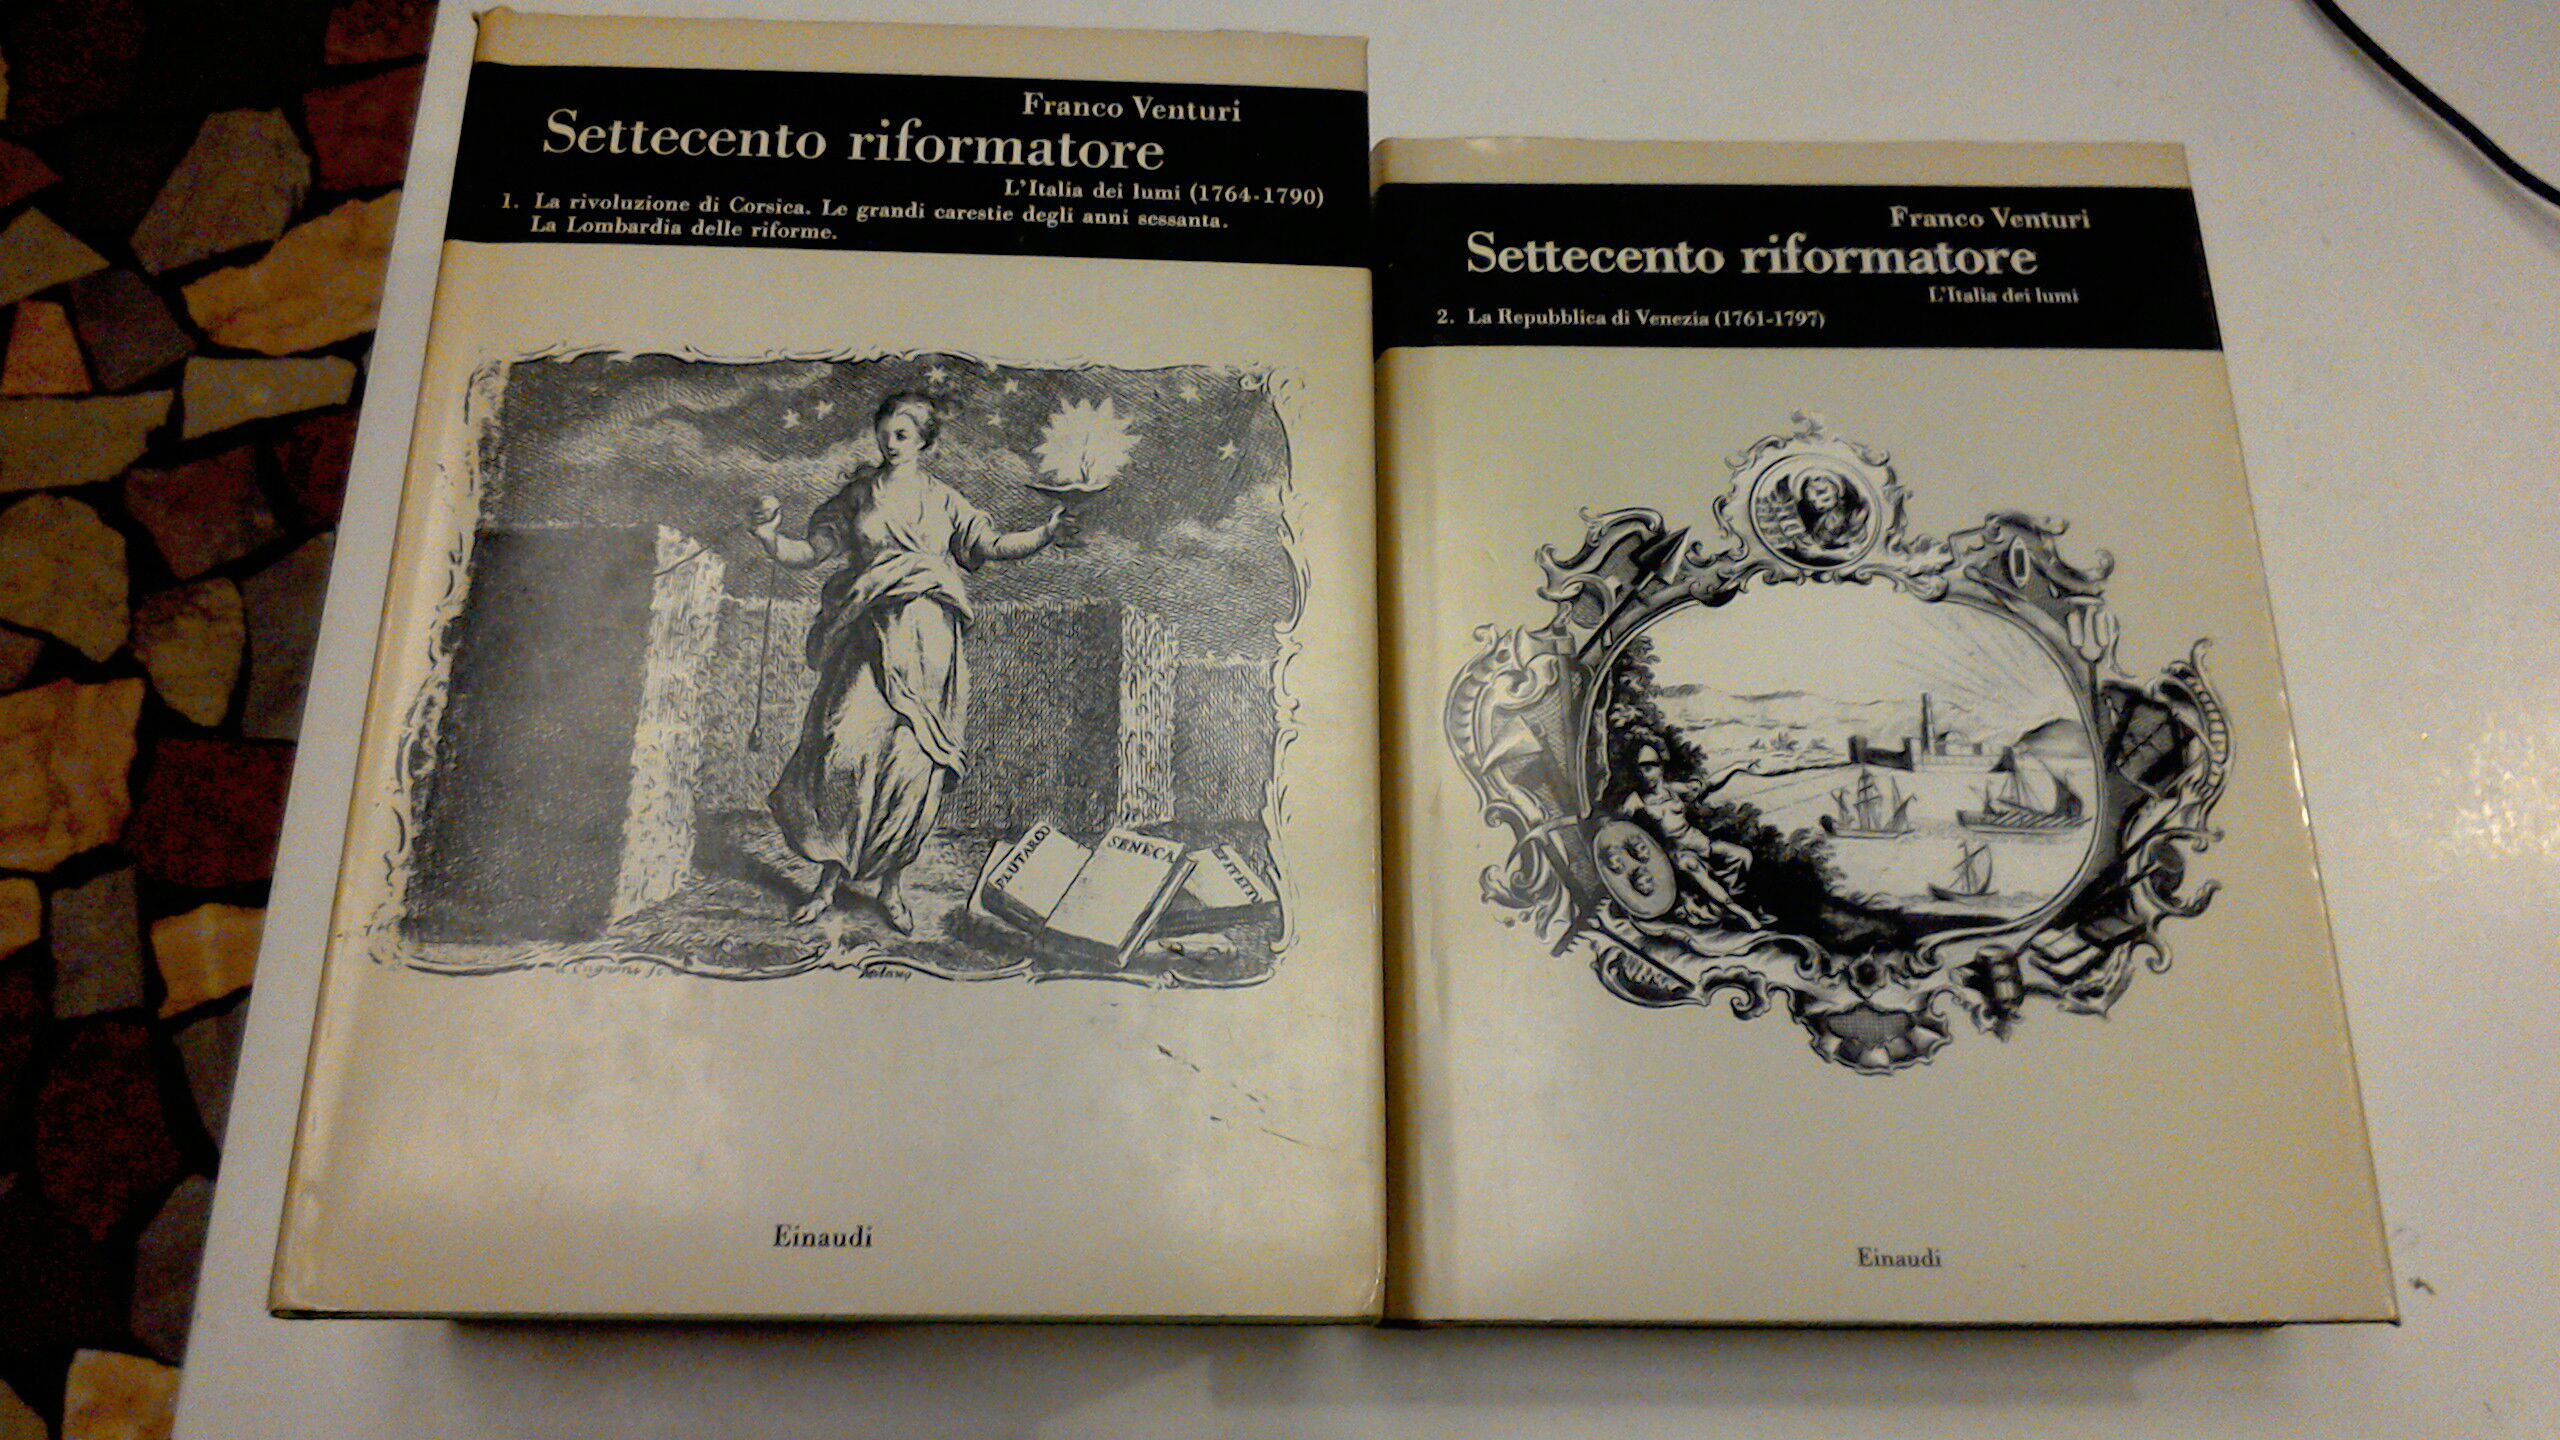 Franco Venturi
Settecento riformatore
L'Italia dei lumi (1764-1790)
1. La rivoluzione di Corsica. Le grandi carestie degli anni sessanta.
La Lombardia delle riforme.
PLUTARCO
SENECA
Einaudi
Franco Venturi
Settecento riformatore
L'Italia dei lumi
2. La Repubblica di Venezia (1761-1797)
Einaudi